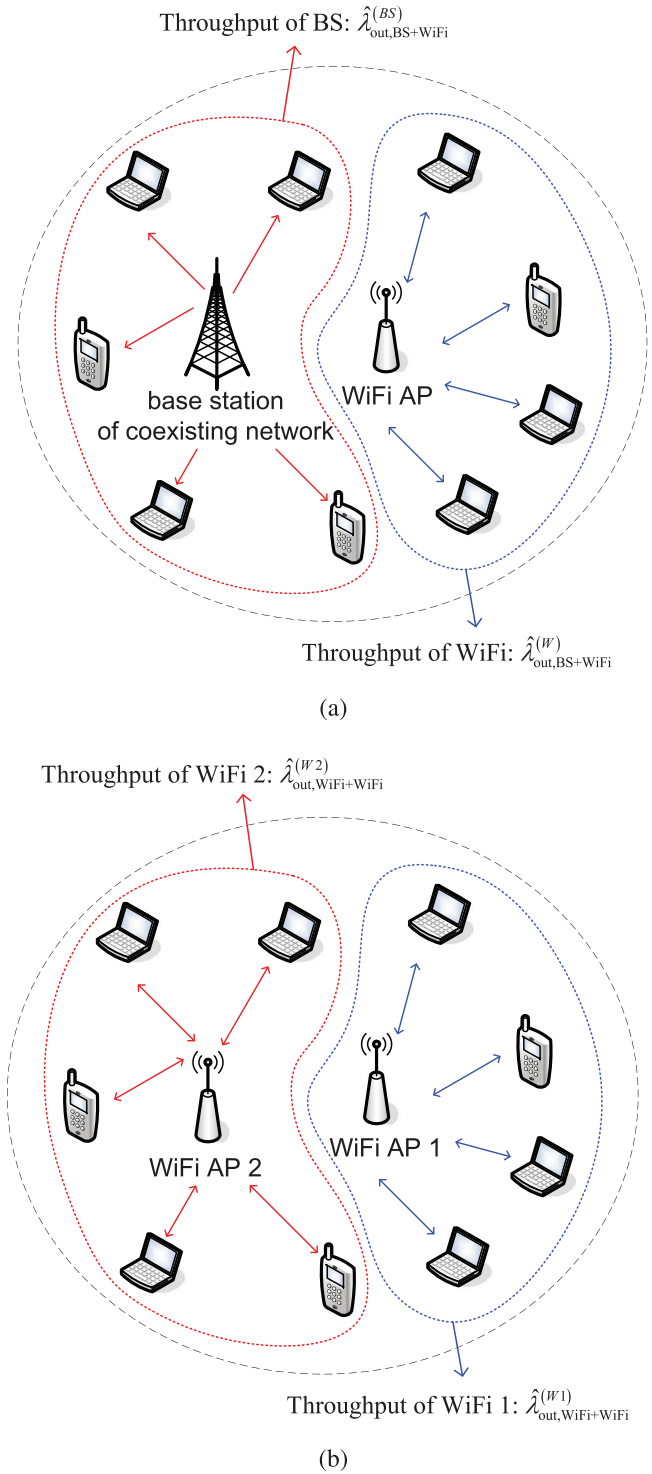 Throughput of BS: λ̂_out,BS+WiFi^(BS)
WiFi AP
base station
of coexisting network
Throughput of WiFi: λ̂_out,BS+WiFi^(W)
(a)
Throughput of WiFi 2: λ̂_out,WiFi+WiFi^(W2)
WiFi AP 1
WiFi AP 2
Throughput of WiFi 1: λ̂_out,WiFi+WiFi^(W1)
(b)